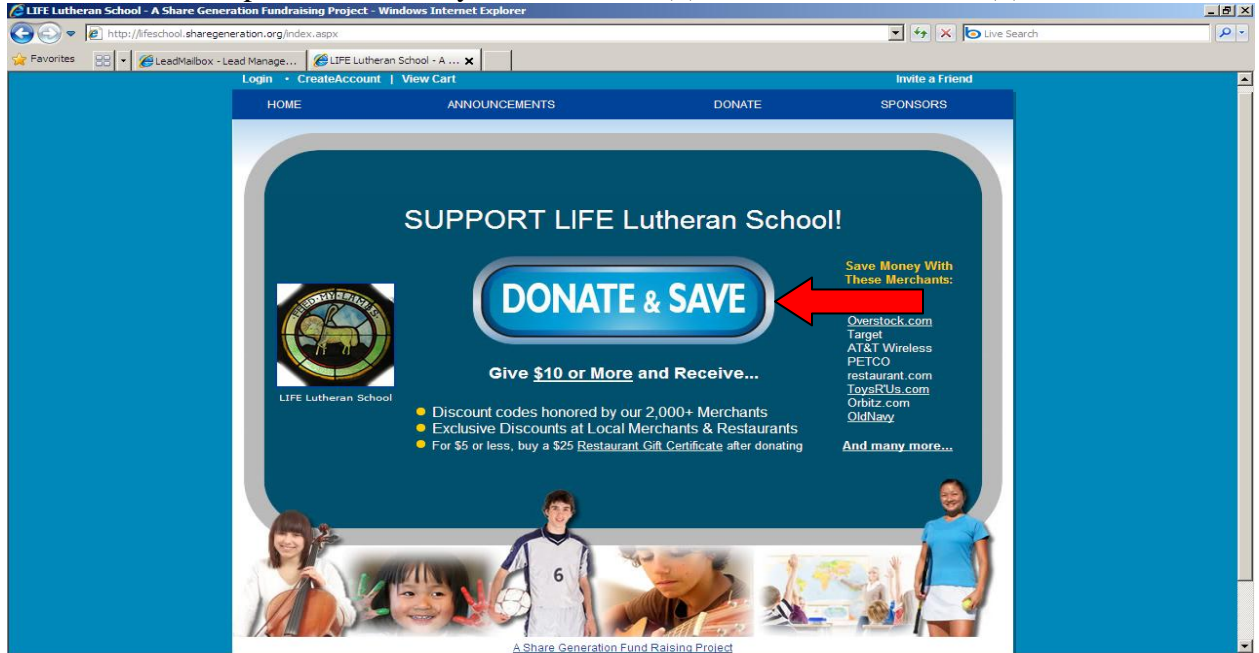 LIFE Lutheran School - A Share Generation Fundraising Project - Windows Internet Explorer
http://lifeschool.sharegeneration.org/index.aspx
Live Search
Favorites
LeadMailbox - Lead Manage...
LIFE Lutheran School - A ...
Login • CreateAccount | View Cart
Invite a Friend
HOME ANNOUNCEMENTS DONATE SPONSORS
SUPPORT LIFE Lutheran School!
DONATE & SAVE
FEED·MY·LAMBS
LIFE Lutheran School
Give $10 or More and Receive...
Discount codes honored by our 2,000+ Merchants
Exclusive Discounts at Local Merchants & Restaurants
For $5 or less, buy a $25 Restaurant Gift Certificate after donating
Save Money With
These Merchants:
Overstock.com
Target
AT&T Wireless
PETCO
restaurant.com
ToysR'Us.com
Orbitz.com
OldNavy
And many more...
6
A Share Generation Fund Raising Project